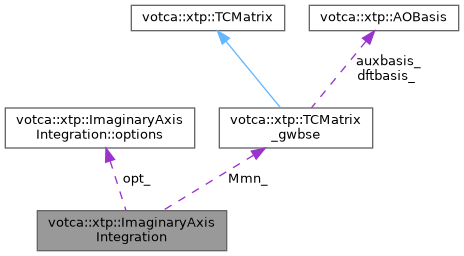 votca::xtp::TCMatrix
votca::xtp::AOBasis
auxbasis_
dftbasis_
votca::xtp::ImaginaryAxis
Integration::options
votca::xtp::TCMatrix
_gwbse
opt_
Mmn_
votca::xtp::ImaginaryAxis
Integration